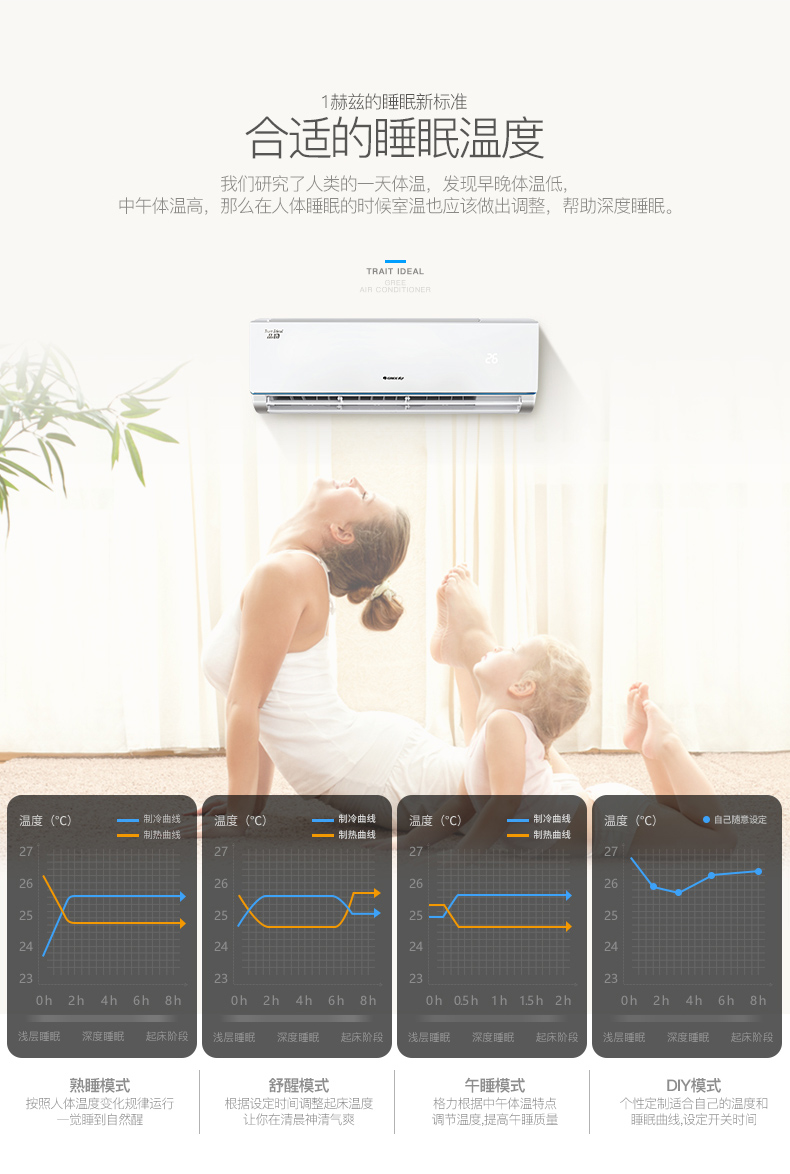 1赫兹的睡眠新标准
合适的睡眠温度
我们研究了人类的一天体温，发现早晚体温低，
中午体温高，那么在人体睡眠的时候室温也应该做出调整，帮助深度睡眠。
TRAIT IDEAL
GREE
AIR CONDITIONER
26
温度（℃）
制冷曲线
制热曲线
27
26
25
24
23
0h 2h 4h 6h 8h
浅层睡眠 深度睡眠 起床阶段
温度（℃）
制冷曲线
制热曲线
27
26
25
24
23
0h 2h 4h 6h 8h
浅层睡眠 深度睡眠 起床阶段
温度（℃）
制冷曲线
制热曲线
27
26
25
24
23
0h 0.5h 1h 1.5h 2h
浅层睡眠 深度睡眠 起床阶段
温度（℃）
自己随意设定
27
26
25
24
23
0h 2h 4h 6h 8h
浅层睡眠 深度睡眠 起床阶段
熟睡模式
按照人体温度变化规律运行
一觉睡到自然醒
舒醒模式
根据设定时间调整起床温度
让你在清晨神清气爽
午睡模式
格力根据中午体温特点
调节温度,提高午睡质量
DIY模式
个性定制适合自己的温度和
睡眠曲线,设定开关时间